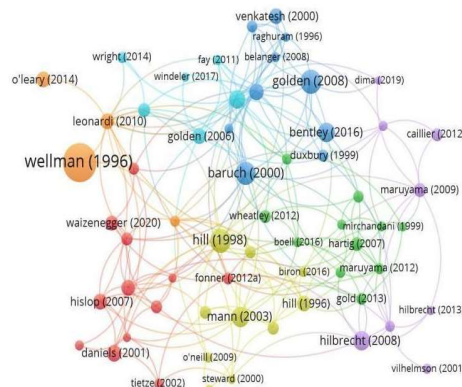 venkatesh (2000)
raghuram (1996)
wright (2014)
fay (2011)
belanger (2008)
o'leary (2014)
windeler (2017)
golden (2008)
dima (2019)
leonardi (2010)
golden (2006)
bentley (2016)
caillier (2012)
duxbury (1999)
wellman (1996)
baruch (2000)
maruyama (2009)
waizenegger (2020)
wheatley (2012)
mirchandani (1999)
hill (1998)
boell (2016)
hartig (2007)
fonner (2012a)
biron (2016)
maruyama (2012)
hislop (2007)
hill (1996)
gold (2013)
mann (2003)
hilbrecht (2013)
daniels (2001)
hilbrecht (2008)
o'neill (2009)
vilhelmson (2001)
tietze (2002)
steward (2000)